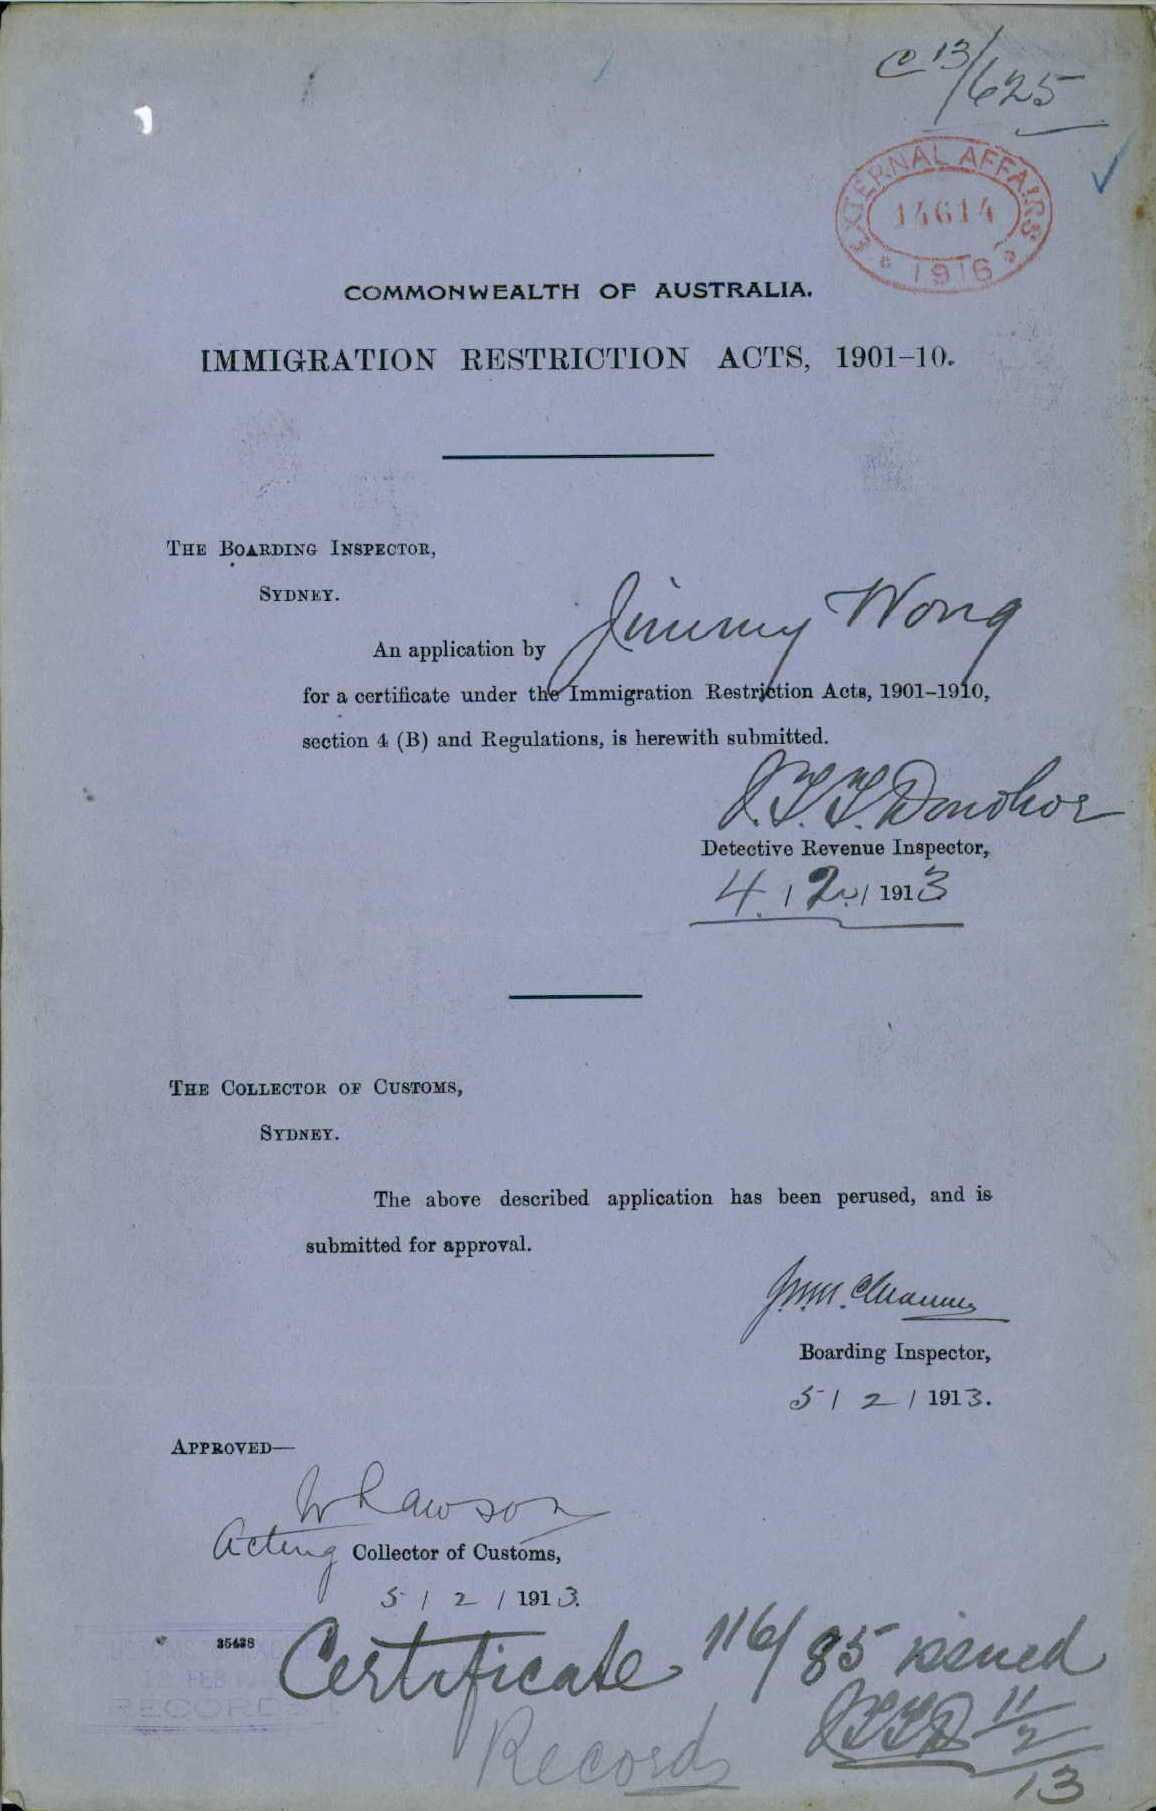 C 13/625
EXTERNAL AFFAIRS
14614
1916
COMMONWEALTH OF AUSTRALIA.
IMMIGRATION RESTRICTION ACTS, 1901–10.
THE BOARDING INSPECTOR,
SYDNEY.
An application by Jimmy Wong
for a certificate under the Immigration Restriction Acts, 1901–1910,
section 4 (B) and Regulations, is herewith submitted.
Donohoe
Detective Revenue Inspector,
4 / 2 / 1913
THE COLLECTOR OF CUSTOMS,
SYDNEY.
The above described application has been perused, and is
submitted for approval.
Boarding Inspector,
5 / 2 / 1913.
APPROVED—
Acting Collector of Customs,
5 / 2 / 1913.
35438
Certificate 116/85 issued
11/2/13
Records
FEB
RECORDS